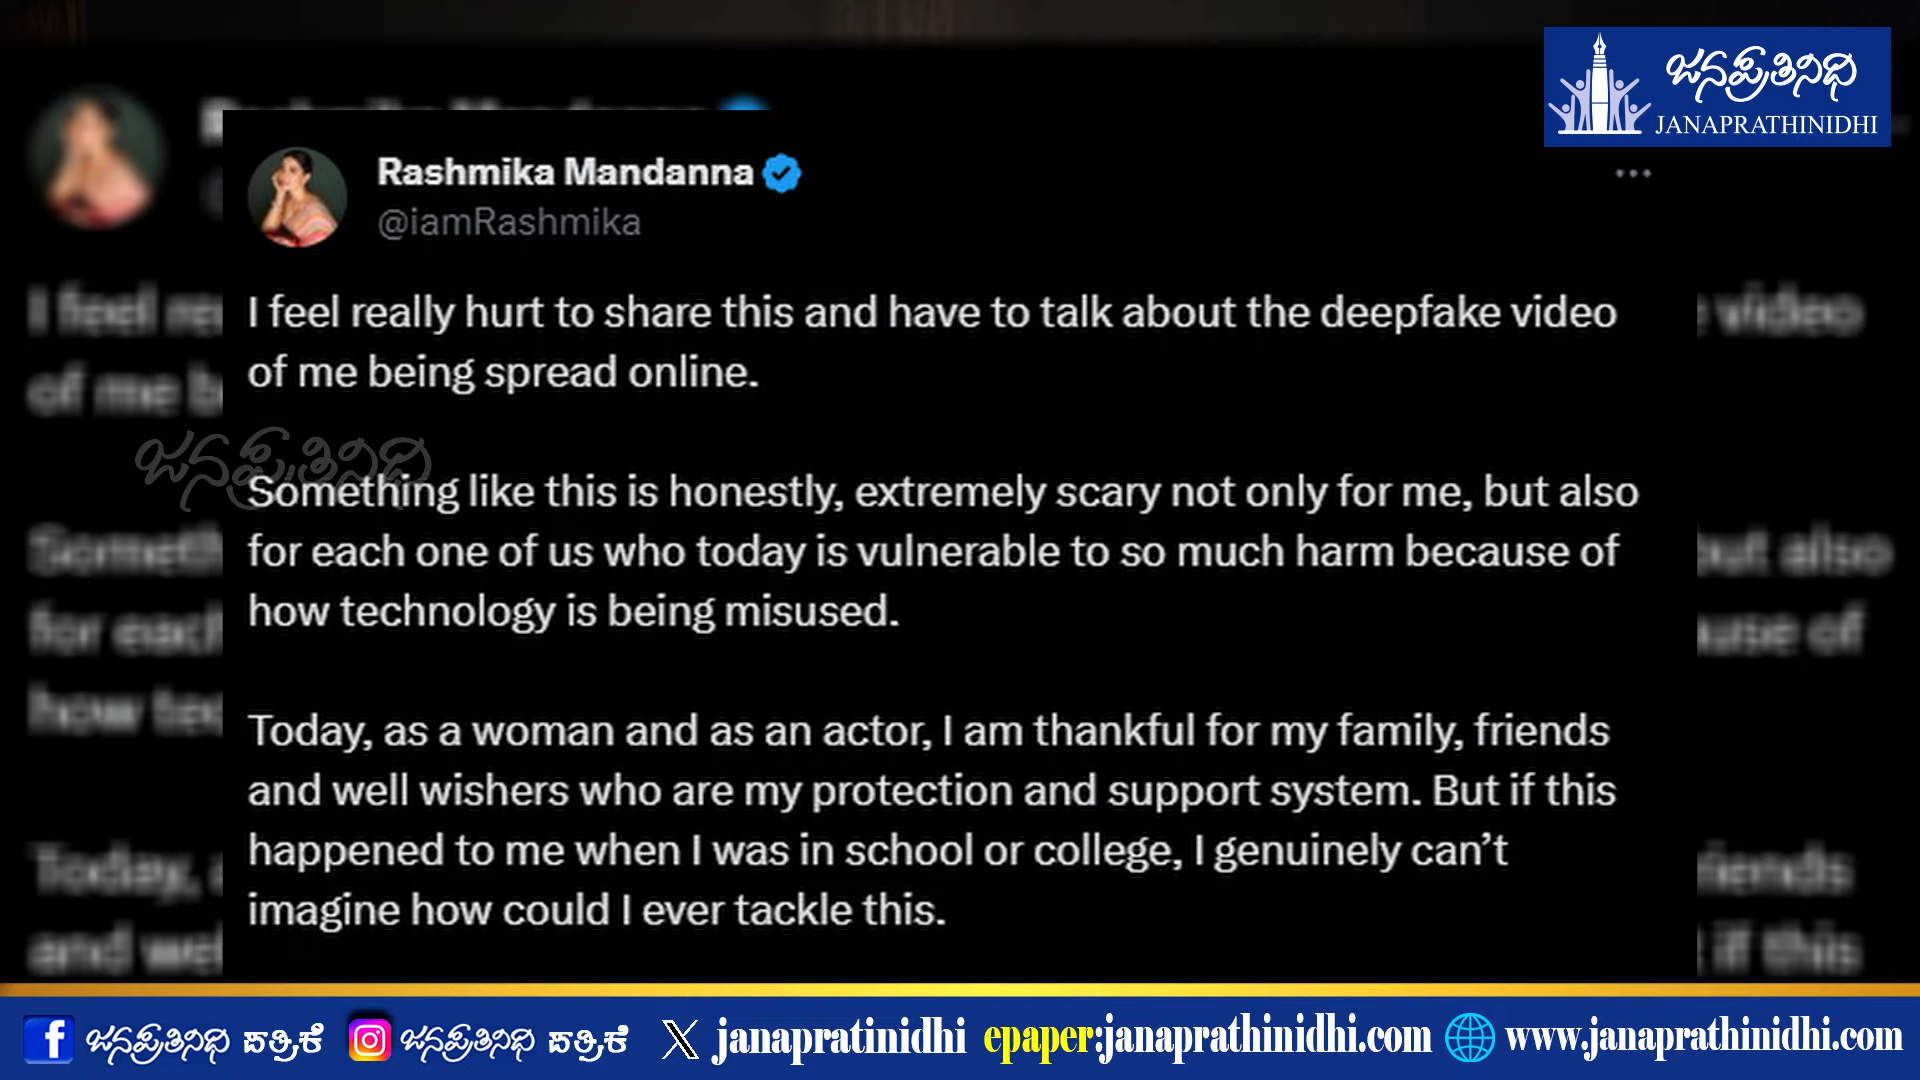 ಜನಪ್ರತಿನಿಧಿ
JANAPRATHINIDHI
Rashmika Mandanna
@iamRashmika
I feel really hurt to share this and have to talk about the deepfake video
of me being spread online.
ಜನಪ್ರತಿನಿಧಿ
Something like this is honestly, extremely scary not only for me, but also
for each one of us who today is vulnerable to so much harm because of
how technology is being misused.
Today, as a woman and as an actor, I am thankful for my family, friends
and well wishers who are my protection and support system. But if this
happened to me when I was in school or college, I genuinely can’t
imagine how could I ever tackle this.
ಜನಪ್ರತಿನಿಧಿ ಪತ್ರಿಕೆ ಜನಪ್ರತಿನಿಧಿ ಪತ್ರಿಕೆ janapratinidhi epaper:janaprathinidhi.com www.janaprathinidhi.com